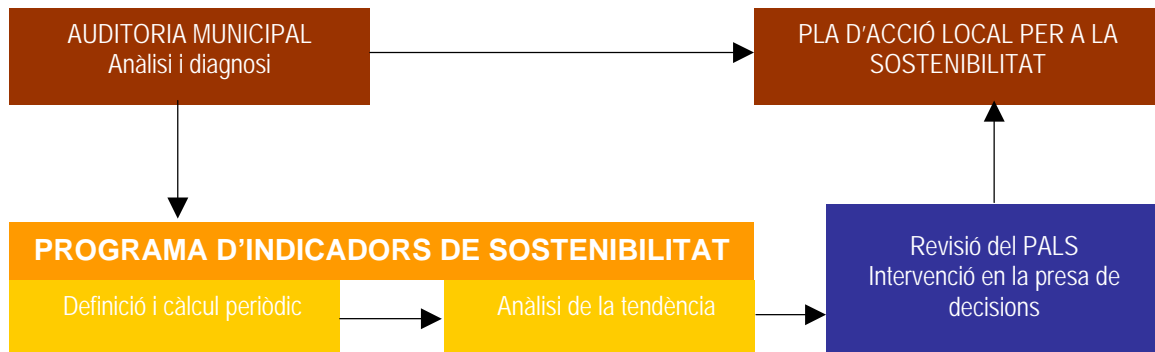 AUDITORIA MUNICIPAL
Anàlisi i diagnosi
PLA D'ACCIÓ LOCAL PER A LA
SOSTENIBILITAT
PROGRAMA D'INDICADORS DE SOSTENIBILITAT
Definició i càlcul periòdic
Anàlisi de la tendència
Revisió del PALS
Intervenció en la presa de
decisions